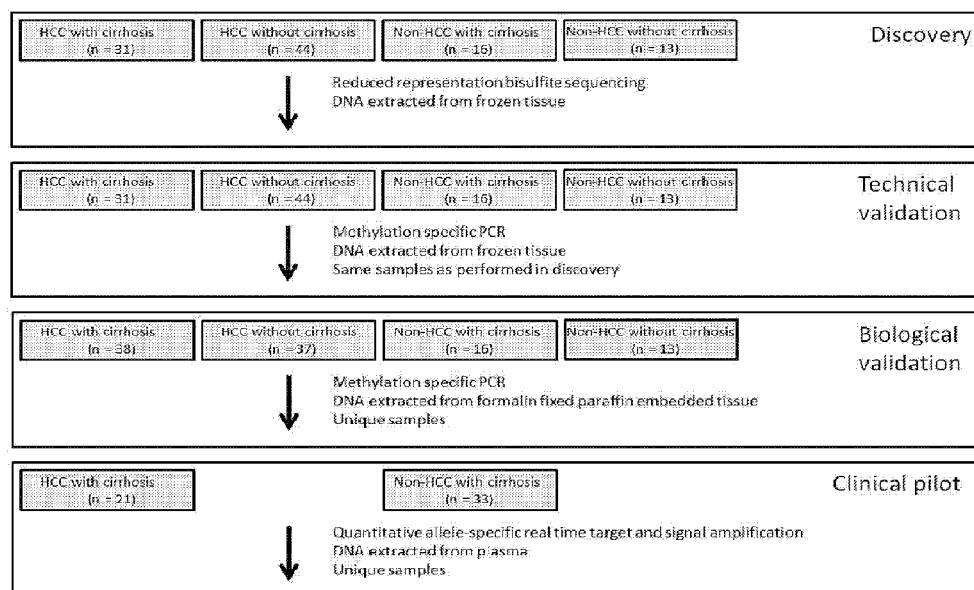 HCC with cirrhosis
(n = 31)
HCC without cirrhosis
(n = 44)
Non-HCC with cirrhosis
(n = 16)
Non-HCC without cirrhosis
(n = 13)
Discovery
Reduced representation bisulfite sequencing
DNA extracted from frozen tissue
HCC with cirrhosis
(n = 31)
HCC without cirrhosis
(n = 44)
Non-HCC with cirrhosis
(n = 16)
Non-HCC without cirrhosis
(n = 13)
Technical
validation
Methylation specific PCR
DNA extracted from frozen tissue
Same samples as performed in discovery
HCC with cirrhosis
(n = 38)
HCC without cirrhosis
(n = 37)
Non-HCC with cirrhosis
(n = 16)
Non-HCC without cirrhosis
(n = 13)
Biological
validation
Methylation specific PCR
DNA extracted from formalin fixed paraffin embedded tissue
Unique samples
HCC with cirrhosis
(n = 21)
Non-HCC with cirrhosis
(n = 33)
Clinical pilot
Quantitative allele-specific real time target and signal amplification
DNA extracted from plasma
Unique samples